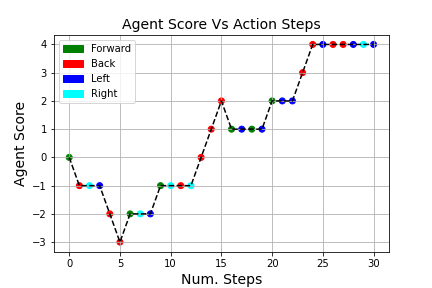 Agent Score Vs Action Steps
Forward
Back
Left
Right
4
3
2
1
0
−1
−2
−3
Agent Score
0 5 10 15 20 25 30
Num. Steps